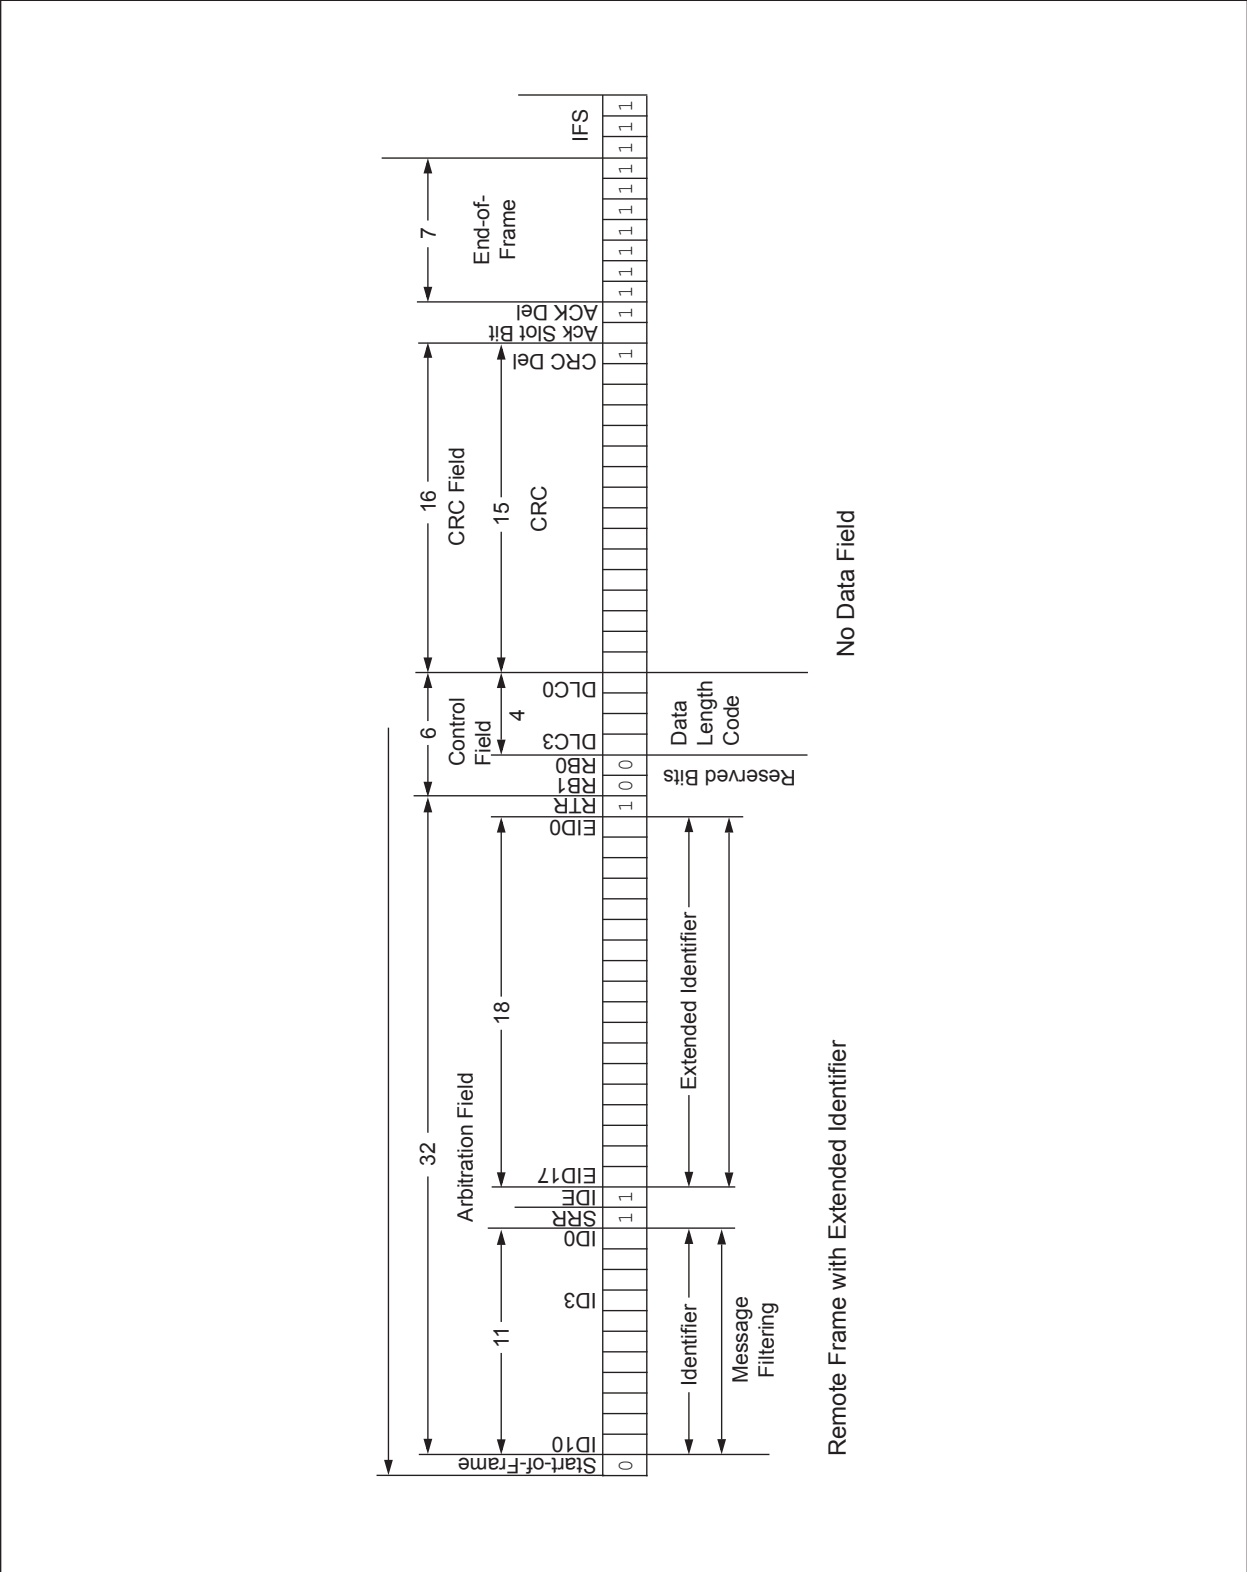 Remote Frame with Extended Identifier
No Data Field
32
Arbitration Field
6
Control
Field
16
CRC Field
7
End-of-
Frame
IFS
11
18
4
15
CRC
Start-of-Frame
ID10
ID3
ID0
SRR
IDE
EID17
EID0
RTR
RB1
RB0
DLC3
DLC0
CRC Del
Ack Slot Bit
ACK Del
0
1
1
1
0
0
1
1
1
1
1
1
1
1
1
1
1
1
Identifier
Message
Filtering
Extended Identifier
Reserved Bits
Data
Length
Code